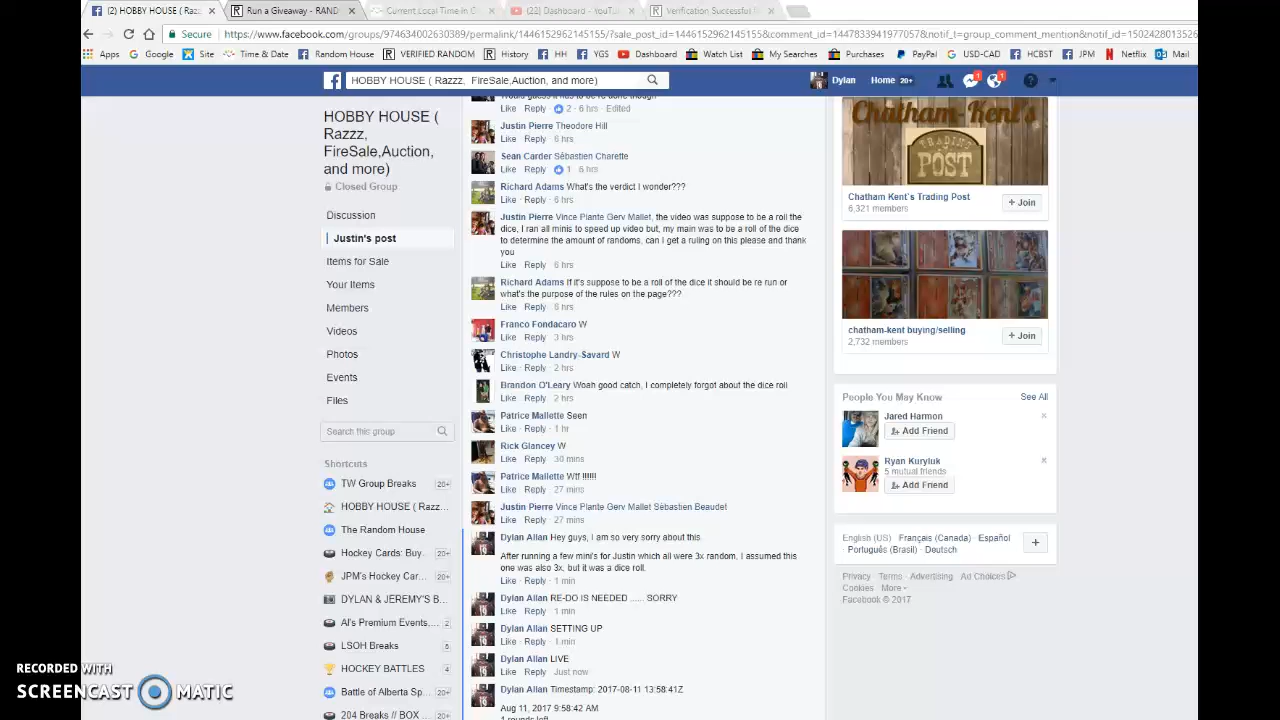 (2) HOBBY HOUSE ( Razz
Run a Giveaway - RAND
Current Local Time in
(22) Dashboard - YouTu
Verification Successful
Secure https://www.facebook.com/groups/974634002630389/permalink/1446152962145155/?sale_post_id=1446152962145155&comment_id=1447833941977057&notif_t=group_comment_mention&notif_id=1502428013526
Apps Google Site Time & Date Random House VERIFIED RANDOM History HH YGS Dashboard Watch List My Searches Purchases PayPal USD-CAD HCBST JPM Netflix Mail
HOBBY HOUSE ( Razzz, FireSale,Auction, and more)
Dylan Home 20+ 1 1
HOBBY HOUSE (
Razzz,
FireSale,Auction,
and more)
Closed Group
Discussion
Justin's post
Items for Sale
Your Items
Members
Videos
Photos
Events
Files
Search this group
Shortcuts
TW Group Breaks 20+
HOBBY HOUSE ( Razz...
The Random House
Hockey Cards: Buy... 20+
JPM's Hockey Car... 20+
DYLAN & JEREMY'S B...
Al's Premium Events... 2
LSOH Breaks 5
HOCKEY BATTLES 4
Battle of Alberta Sp... 20+
204 Breaks // BOX ... 20+
Like · Reply · 2 · 6 hrs · Edited
Justin Pierre Theodore Hill
Like · Reply · 6 hrs
Sean Carder Sébastien Charette
Like · Reply · 1 · 6 hrs
Richard Adams What's the verdict I wonder???
Like · Reply · 6 hrs
Justin Pierre Vince Plante Gerv Mallet, the video was suppose to be a roll the
dice, I ran all minis to speed up video but, my main was to be a roll of the dice
to determine the amount of randoms, can I get a ruling on this please and thank
you
Like · Reply · 6 hrs
Richard Adams If it's suppose to be a roll of the dice it should be re run or
what's the purpose of the rules on the page???
Like · Reply · 6 hrs
Franco Fondacaro W
Like · Reply · 3 hrs
Christophe Landry-Savard W
Like · Reply · 2 hrs
Brandon O'Leary Woah good catch, I completely forgot about the dice roll
Like · Reply · 2 hrs
Patrice Mallette Seen
Like · Reply · 1 hr
Rick Glancey W
Like · Reply · 30 mins
Patrice Mallette Wtf !!!!!!
Like · Reply · 27 mins
Justin Pierre Vince Plante Gerv Mallet Sébastien Beaudet
Like · Reply · 27 mins
Dylan Allan Hey guys, I am so very sorry about this
After running a few mini's for Justin which all were 3x random, I assumed this
one was also 3x, but it was a dice roll.
Like · Reply · 1 min
Dylan Allan RE-DO IS NEEDED ...... SORRY
Like · Reply · 1 min
Dylan Allan SETTING UP
Like · Reply · 1 min
Dylan Allan LIVE
Like · Reply · Just now
Dylan Allan Timestamp: 2017-08-11 13:58:41Z
Aug 11, 2017 9:58:42 AM
Chatham-Kent
TRADING
POST
Chatham Kent's Trading Post
6,321 members
+ Join
chatham-kent buying/selling
2,732 members
+ Join
People You May Know See All
Jared Harmon
Add Friend
Ryan Kuryluk
5 mutual friends
Add Friend
English (US) · Français (Canada) · Español ·
Português (Brasil) · Deutsch
Privacy · Terms · Advertising · Ad Choices ·
Cookies · More
Facebook © 2017
RECORDED WITH
SCREENCAST MATIC